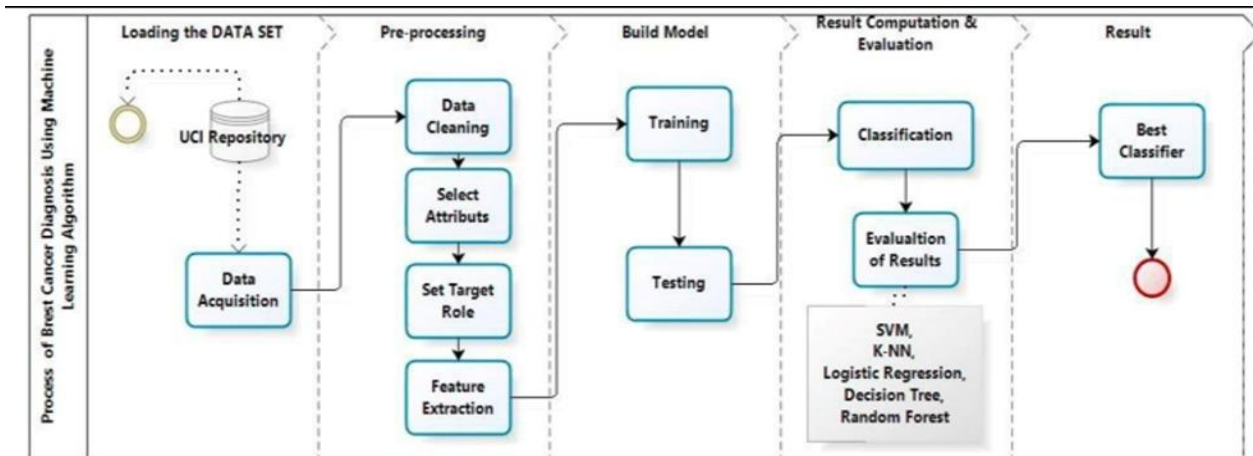 Process of Brest Cancer Diagnosis Using Machine
Learning Algorithm
Loading the DATA SET
UCI Repository
Data
Acquisition
Pre-processing
Data
Cleaning
Select
Attributs
Set Target
Role
Feature
Extraction
Build Model
Training
Testing
Result Computation &
Evaluation
Classification
Evalualtion
of Results
SVM,
K-NN,
Logistic Regression,
Decision Tree,
Random Forest
Result
Best
Classifier